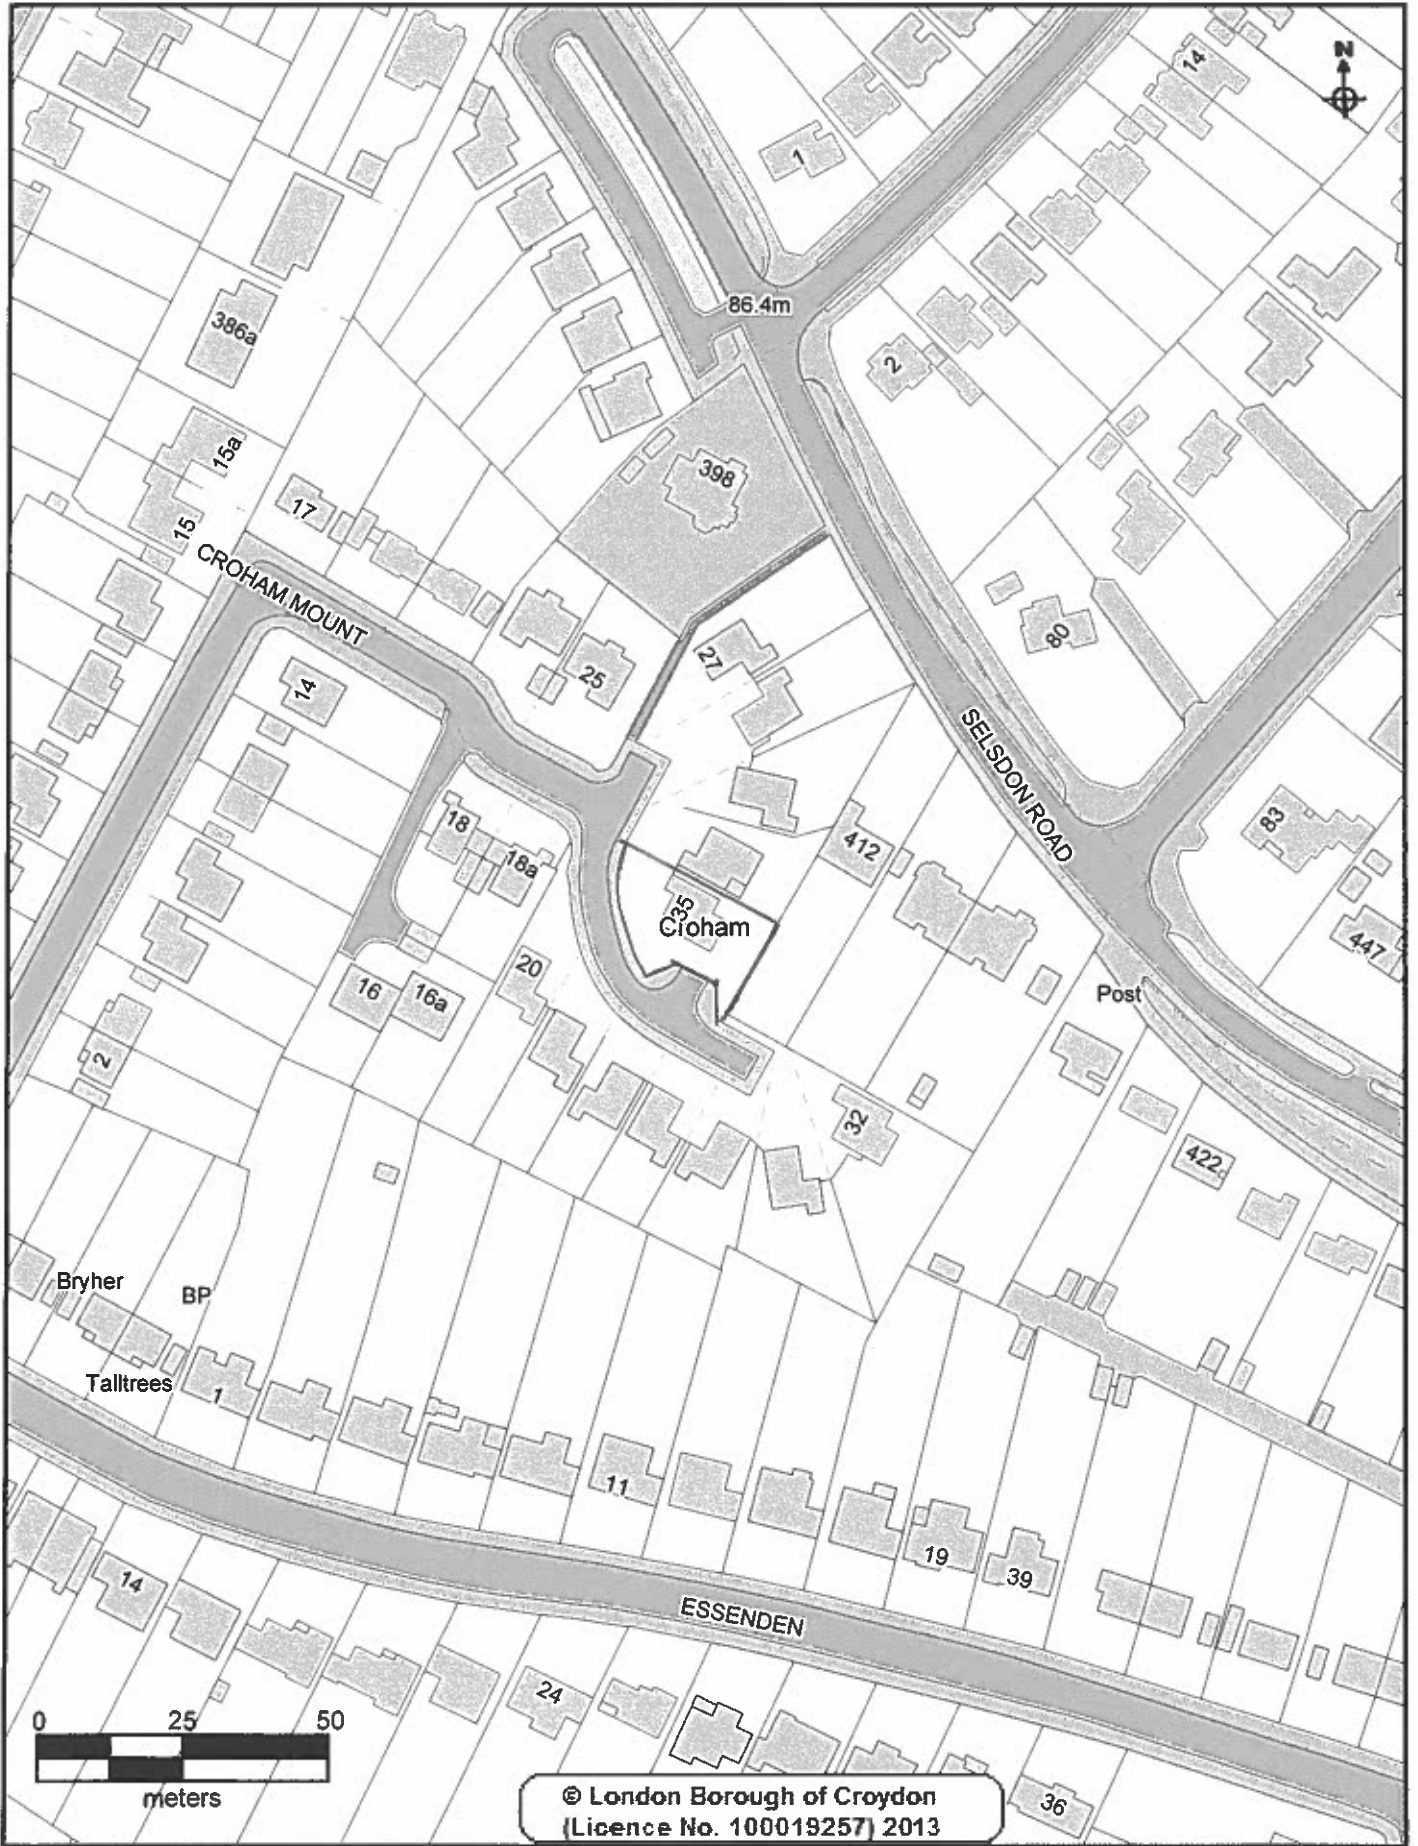 N
14
1
86.4m
386a
2
15a
398
17
15
CROHAM MOUNT
80
27
25
14
SELSDON ROAD
83
18
412
18a
35
Croham
447
20
16
16a
Post
2
32
422
Bryher
BP
Talltrees
1
11
19
39
14
ESSENDEN
24
36
0 25 50
meters
© London Borough of Croydon
(Licence No. 100019257) 2013